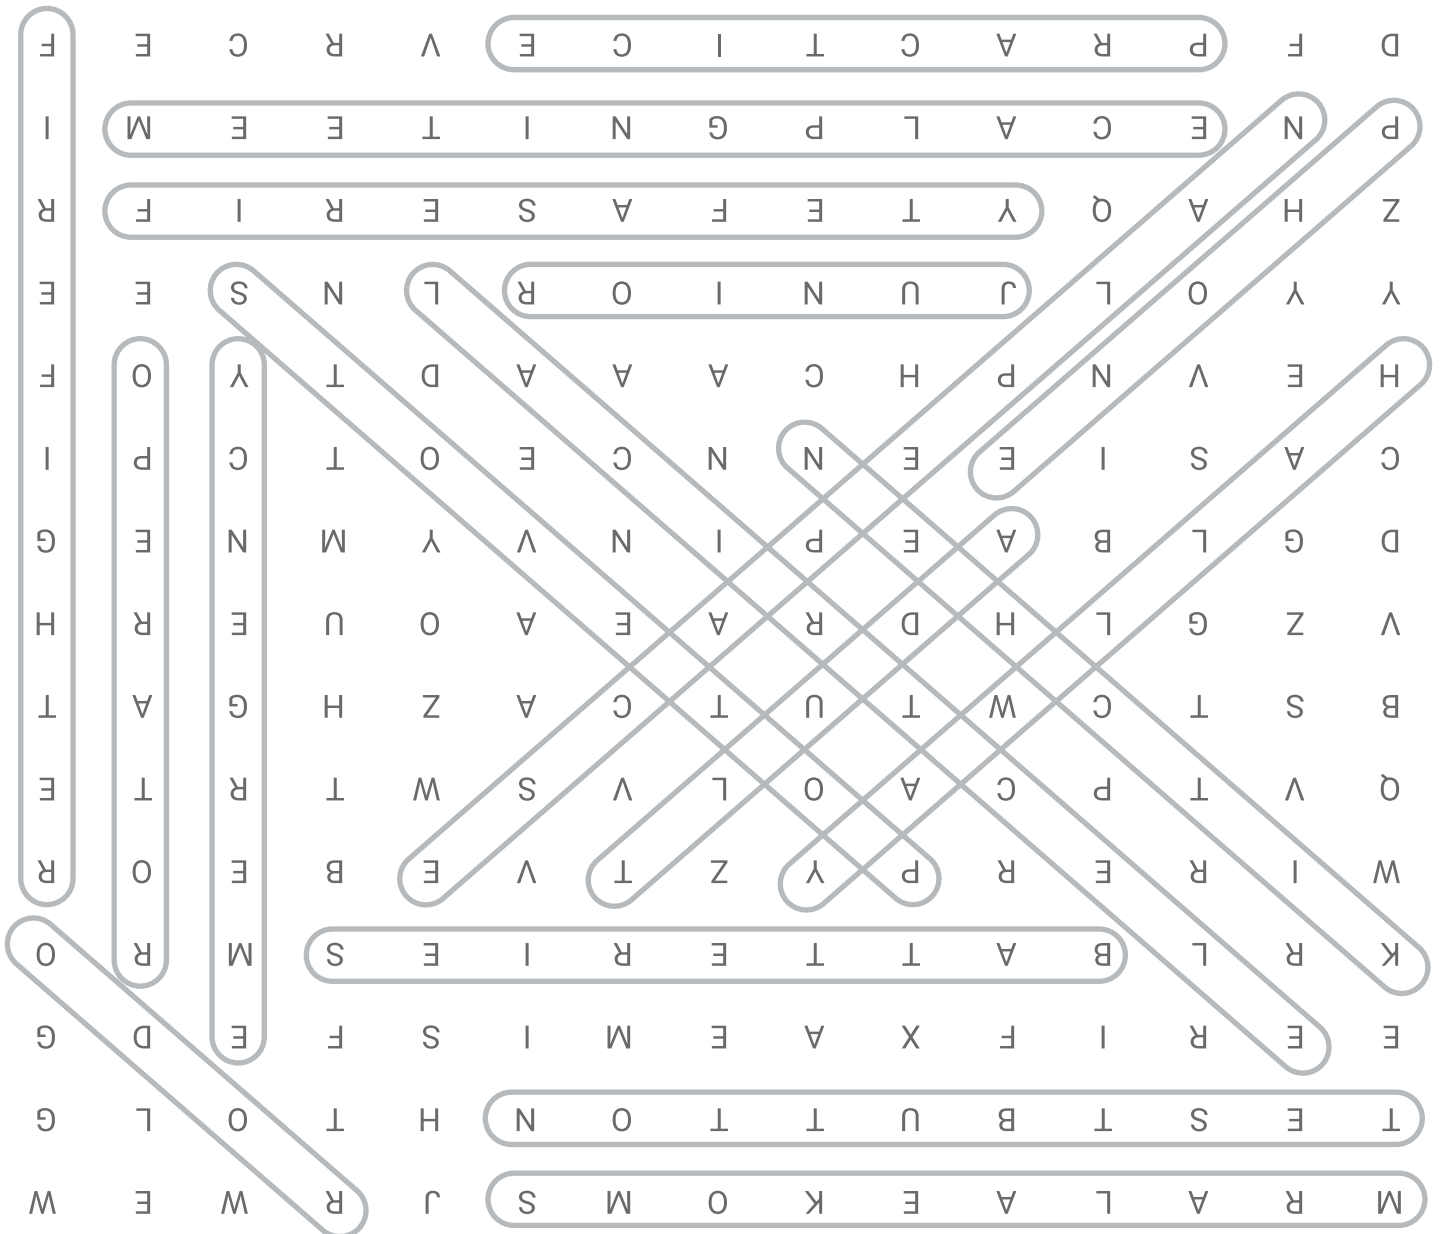 M R A L A E K O M S J R W E W
T E S T B U T T O N H T O L G
E E R I F X A E M I S F E D G
K R L B A T T E R I E S M R O
W I R E R P Y Z T V E B E O R
Q V T P C A O L V S W T R T E
B S T C W T U T C A Z H G A T
V Z G L H D R A E A O U E R H
D G L B A E P I N V Y M N E G
C A S I E E N N C E O T C P I
H E V N P H C A A A D T Y O F
Y Y O L J U N I O R L N S E E
Z H A Q Y T E F A S E R I F R
P N E C A L P G N I T E E M I
D F P R A C T I C E V R C E F